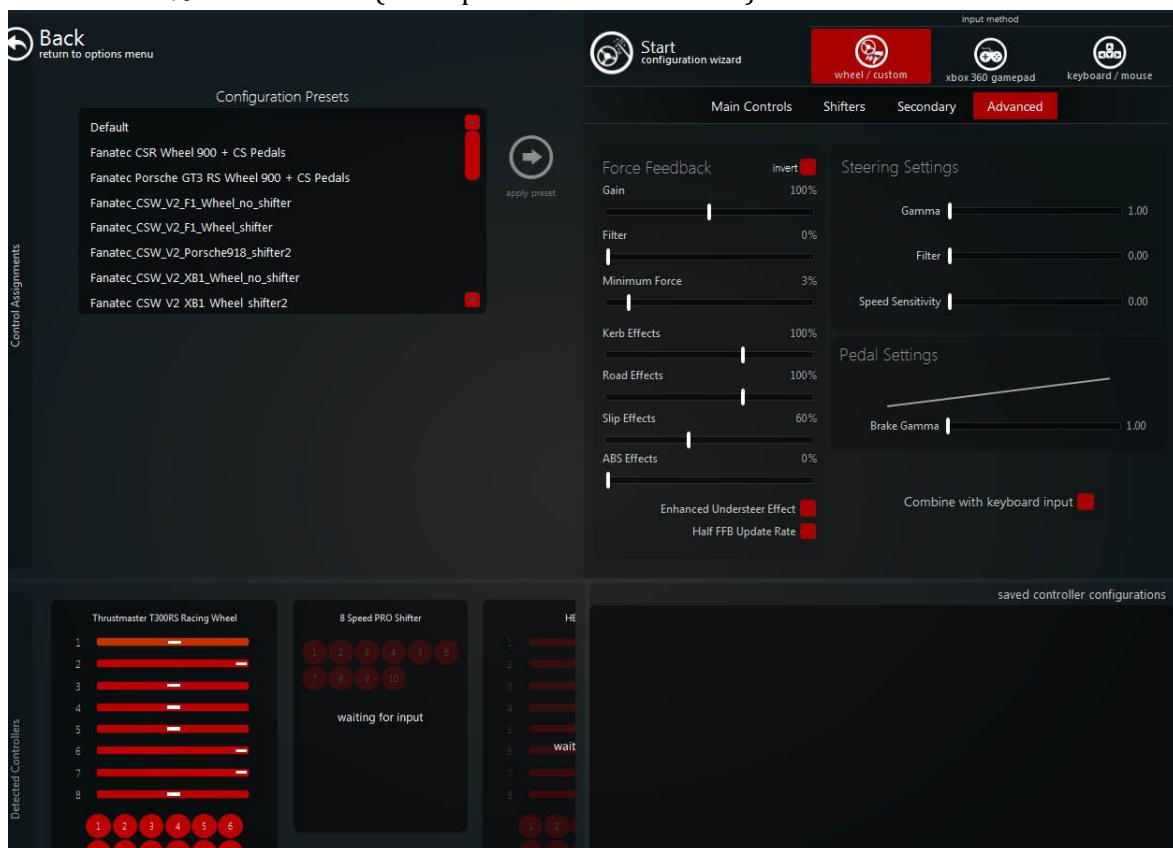 Back
return to options menu
Configuration Presets
Default
Fanatec CSR Wheel 900 + CS Pedals
Fanatec Porsche GT3 RS Wheel 900 + CS Pedals
Fanatec_CSW_V2_F1_Wheel_no_shifter
Fanatec_CSW_V2_F1_Wheel_shifter
Fanatec_CSW_V2_Porsche918_shifter2
Fanatec_CSW_V2_XB1_Wheel_no_shifter
Fanatec CSW V2 XB1 Wheel shifter2
apply preset
Control Assignments
Start
configuration wizard
input method
wheel / custom
xbox 360 gamepad
keyboard / mouse
Main Controls Shifters Secondary Advanced
Force Feedback invert
Gain 100%
Filter 0%
Minimum Force 3%
Kerb Effects 100%
Road Effects 100%
Slip Effects 60%
ABS Effects 0%
Enhanced Understeer Effect
Half FFB Update Rate
Steering Settings
Gamma 1.00
Filter 0.00
Speed Sensitivity 0.00
Pedal Settings
Brake Gamma 1.00
Combine with keyboard input
Detected Controllers
Thrustmaster T300RS Racing Wheel
1
2
3
4
5
6
7
8
1 2 3 4 5 6
8 Speed PRO Shifter
1 2 3 4 5 6
7 8 9 10
waiting for input
HE
1
2
3
4
5
6
7
8
wait
1 2
saved controller configurations